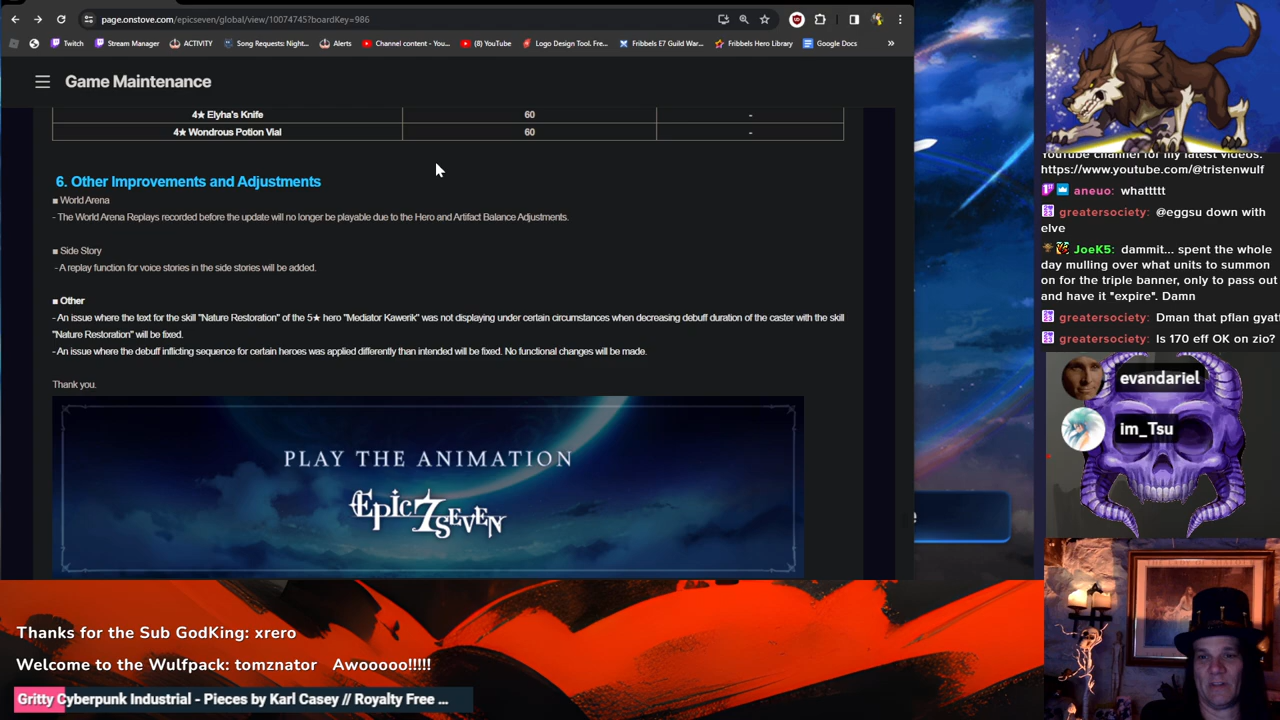 page.onstove.com/epicseven/global/view/10074745?boardKey=986
Twitch Stream Manager ACTIVITY Song Requests: Night... Alerts Channel content - You... (8) YouTube Logo Design Tool. Fre... Fribbels E7 Guild War... Fribbels Hero Library Google Docs »
Game Maintenance
4★ Elyha's Knife 60 -
4★ Wondrous Potion Vial 60 -
6. Other Improvements and Adjustments
■ World Arena
- The World Arena Replays recorded before the update will no longer be playable due to the Hero and Artifact Balance Adjustments.
■ Side Story
- A replay function for voice stories in the side stories will be added.
■ Other
- An issue where the text for the skill "Nature Restoration" of the 5★ hero "Mediator Kawerik" was not displaying under certain circumstances when decreasing debuff duration of the caster with the skill
"Nature Restoration" will be fixed.
- An issue where the debuff inflicting sequence for certain heroes was applied differently than intended will be fixed. No functional changes will be made.
Thank you.
PLAY THE ANIMATION
Epic7 SEVEN
YouTube channel for my latest videos:
https://www.youtube.com/@tristenwulf
aneuo: whattttt
greatersociety: @eggsu down with
elve
JoeK5: dammit... spent the whole
day mulling over what units to summon
on for the triple banner, only to pass out
and have it "expire". Damn
greatersociety: Dman that pflan gyatt
greatersociety: Is 170 eff OK on zio?
evandariel
im_Tsu
Thanks for the Sub GodKing: xrero
Welcome to the Wulfpack: tomznator Awooooo!!!!!
Gritty Cyberpunk Industrial - Pieces by Karl Casey // Royalty Free ...